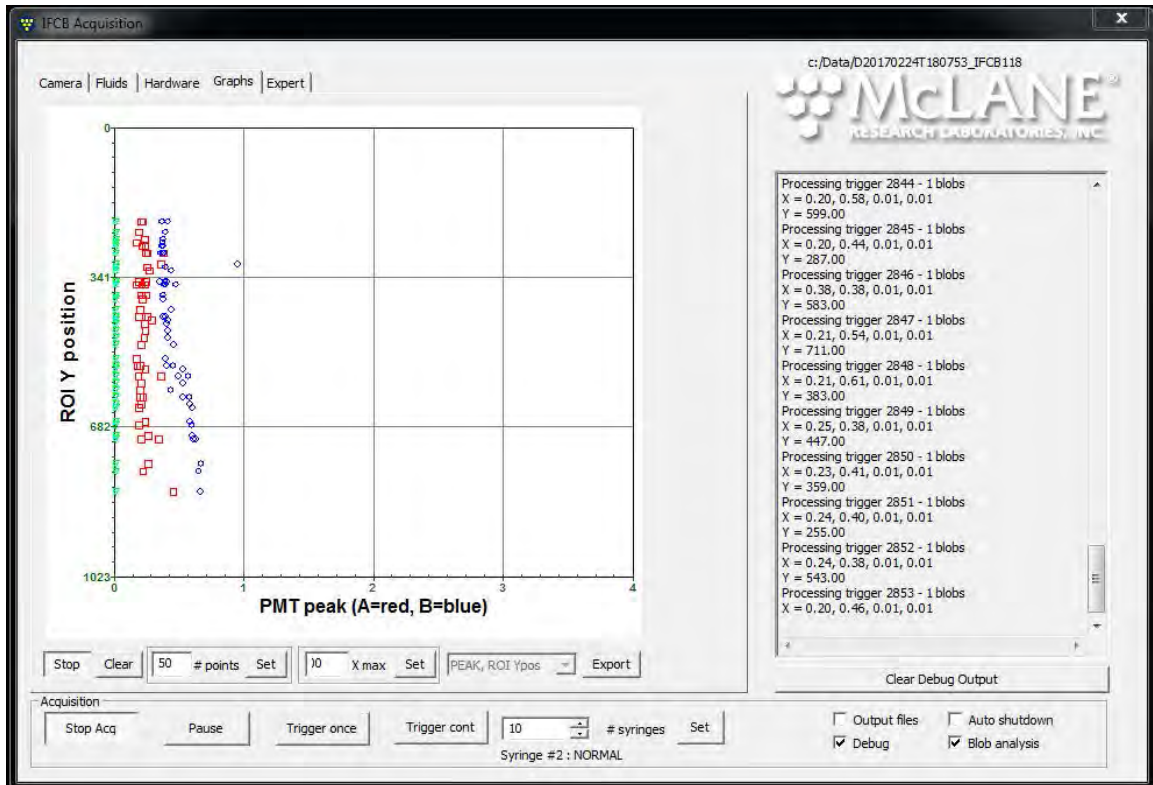 IFCB Acquisition
X
c:/Data/D20170224T180753_IFCB118
Camera Fluids Hardware Graphs Expert
McLANE®
RESEARCH LABORATORIES, INC
0
341
682
1023
0 1 2 3 4
ROI Y position
PMT peak (A=red, B=blue)
Stop Clear 50 # points Set X max Set PEAK, ROI Ypos Export
Processing trigger 2844 - 1 blobs
X = 0.20, 0.58, 0.01, 0.01
Y = 599.00
Processing trigger 2845 - 1 blobs
X = 0.20, 0.44, 0.01, 0.01
Y = 287.00
Processing trigger 2846 - 1 blobs
X = 0.38, 0.38, 0.01, 0.01
Y = 583.00
Processing trigger 2847 - 1 blobs
X = 0.21, 0.54, 0.01, 0.01
Y = 711.00
Processing trigger 2848 - 1 blobs
X = 0.21, 0.61, 0.01, 0.01
Y = 383.00
Processing trigger 2849 - 1 blobs
X = 0.25, 0.38, 0.01, 0.01
Y = 447.00
Processing trigger 2850 - 1 blobs
X = 0.23, 0.41, 0.01, 0.01
Y = 359.00
Processing trigger 2851 - 1 blobs
X = 0.24, 0.40, 0.01, 0.01
Y = 255.00
Processing trigger 2852 - 1 blobs
X = 0.24, 0.38, 0.01, 0.01
Y = 543.00
Processing trigger 2853 - 1 blobs
X = 0.20, 0.46, 0.01, 0.01
Clear Debug Output
Acquisition
Stop Acq Pause Trigger once Trigger cont 10 # syringes Set
Syringe #2 : NORMAL
Output files Auto shutdown
Debug Blob analysis